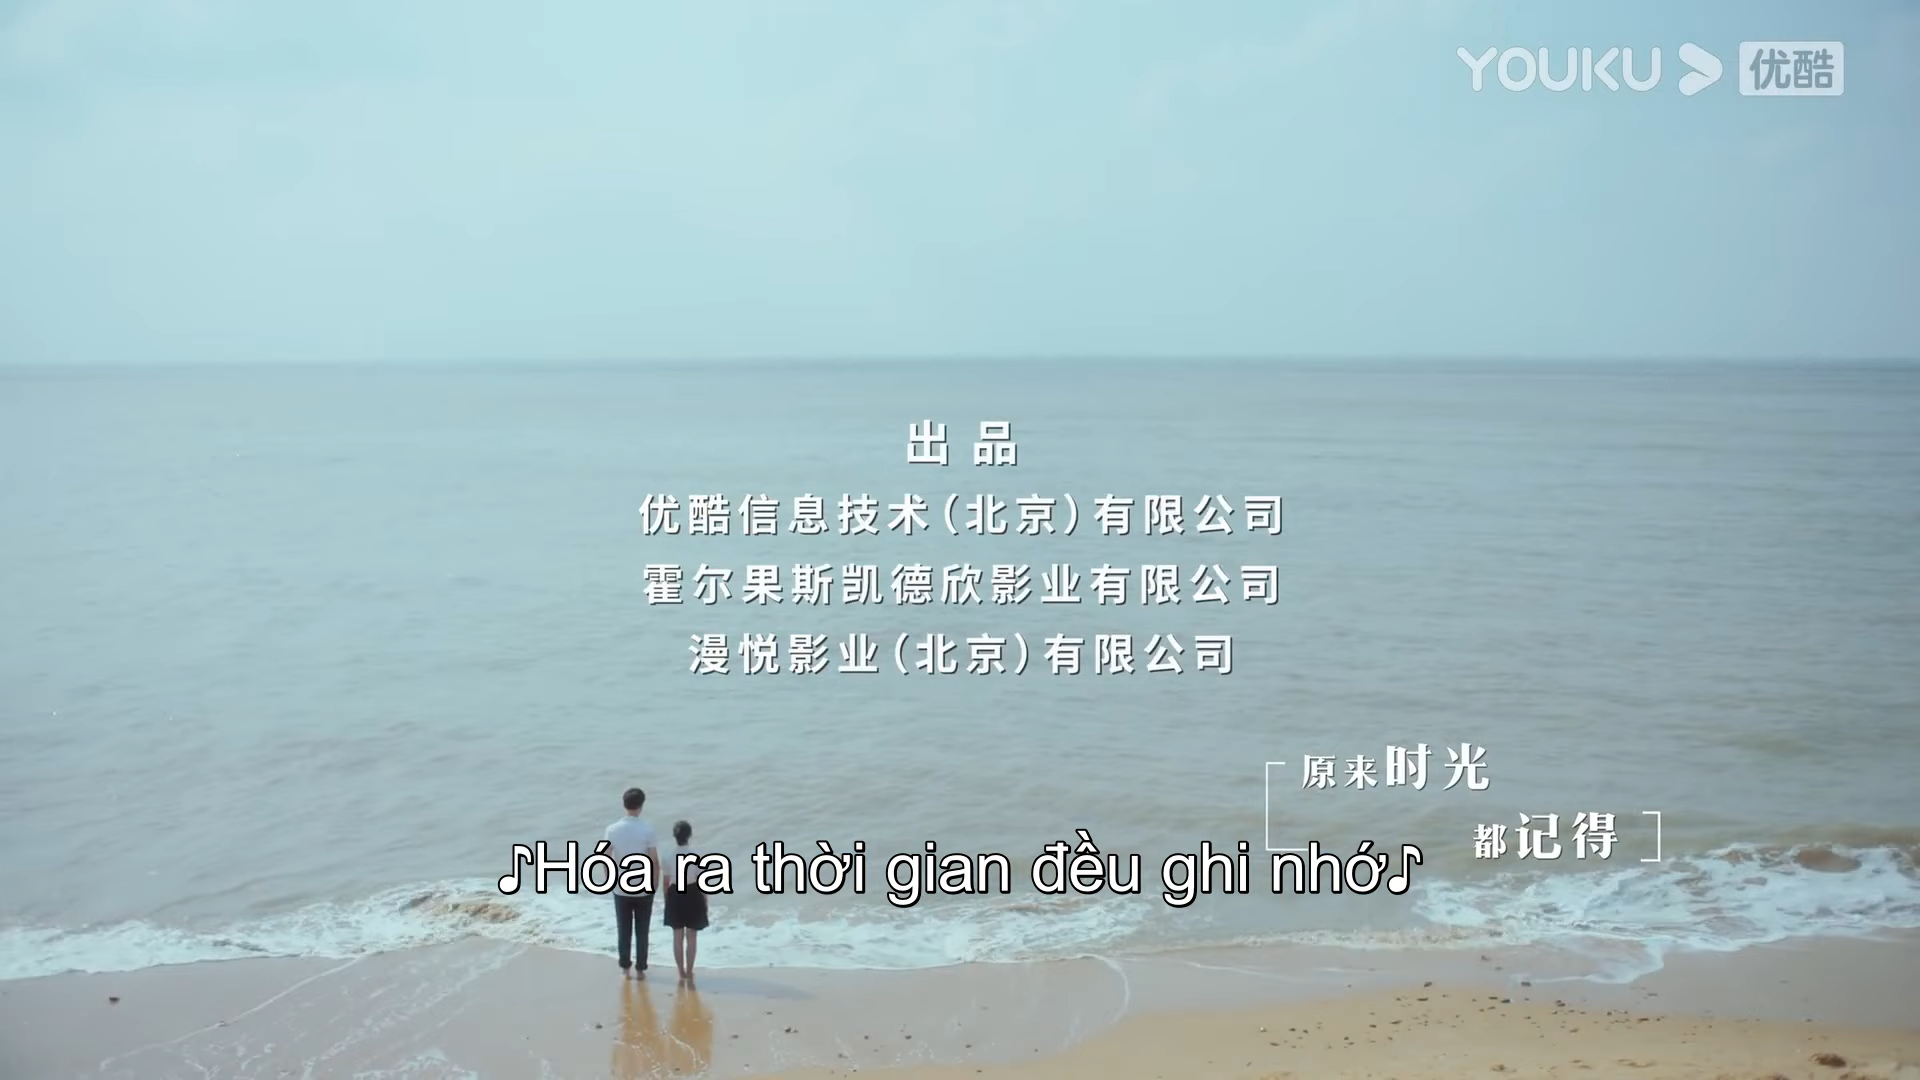 YOUKU 优酷
出品
优酷信息技术(北京)有限公司
霍尔果斯凯德欣影业有限公司
漫悦影业(北京)有限公司
原来时光
都记得
♪Hóa ra thời gian đều ghi nhớ♪